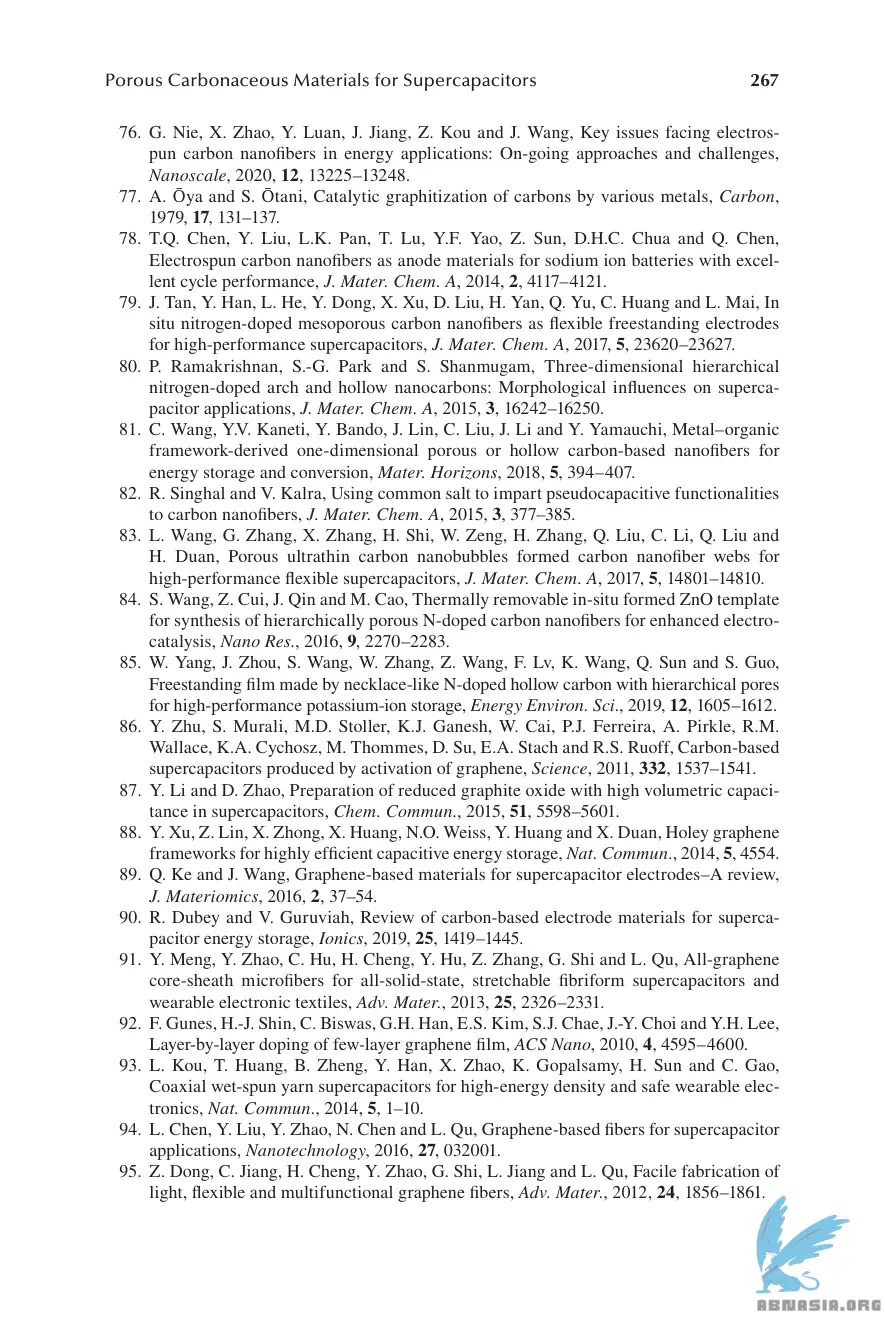 Porous Carbonaceous Materials for Supercapacitors 267
76. G. Nie, X. Zhao, Y. Luan, J. Jiang, Z. Kou and J. Wang, Key issues facing electros-
pun carbon nanofibers in energy applications: On-going approaches and challenges,
Nanoscale, 2020, 12, 13225–13248.
77. A. Ōya and S. Ōtani, Catalytic graphitization of carbons by various metals, Carbon,
1979, 17, 131–137.
78. T.Q. Chen, Y. Liu, L.K. Pan, T. Lu, Y.F. Yao, Z. Sun, D.H.C. Chua and Q. Chen,
Electrospun carbon nanofibers as anode materials for sodium ion batteries with excel-
lent cycle performance, J. Mater. Chem. A, 2014, 2, 4117–4121.
79. J. Tan, Y. Han, L. He, Y. Dong, X. Xu, D. Liu, H. Yan, Q. Yu, C. Huang and L. Mai, In
situ nitrogen-doped mesoporous carbon nanofibers as flexible freestanding electrodes
for high-performance supercapacitors, J. Mater. Chem. A, 2017, 5, 23620–23627.
80. P. Ramakrishnan, S.-G. Park and S. Shanmugam, Three-dimensional hierarchical
nitrogen-doped arch and hollow nanocarbons: Morphological influences on superca-
pacitor applications, J. Mater. Chem. A, 2015, 3, 16242–16250.
81. C. Wang, Y.V. Kaneti, Y. Bando, J. Lin, C. Liu, J. Li and Y. Yamauchi, Metal–organic
framework-derived one-dimensional porous or hollow carbon-based nanofibers for
energy storage and conversion, Mater. Horizons, 2018, 5, 394–407.
82. R. Singhal and V. Kalra, Using common salt to impart pseudocapacitive functionalities
to carbon nanofibers, J. Mater. Chem. A, 2015, 3, 377–385.
83. L. Wang, G. Zhang, X. Zhang, H. Shi, W. Zeng, H. Zhang, Q. Liu, C. Li, Q. Liu and
H. Duan, Porous ultrathin carbon nanobubbles formed carbon nanofiber webs for
high-performance flexible supercapacitors, J. Mater. Chem. A, 2017, 5, 14801–14810.
84. S. Wang, Z. Cui, J. Qin and M. Cao, Thermally removable in-situ formed ZnO template
for synthesis of hierarchically porous N-doped carbon nanofibers for enhanced electro-
catalysis, Nano Res., 2016, 9, 2270–2283.
85. W. Yang, J. Zhou, S. Wang, W. Zhang, Z. Wang, F. Lv, K. Wang, Q. Sun and S. Guo,
Freestanding film made by necklace-like N-doped hollow carbon with hierarchical pores
for high-performance potassium-ion storage, Energy Environ. Sci., 2019, 12, 1605–1612.
86. Y. Zhu, S. Murali, M.D. Stoller, K.J. Ganesh, W. Cai, P.J. Ferreira, A. Pirkle, R.M.
Wallace, K.A. Cychosz, M. Thommes, D. Su, E.A. Stach and R.S. Ruoff, Carbon-based
supercapacitors produced by activation of graphene, Science, 2011, 332, 1537–1541.
87. Y. Li and D. Zhao, Preparation of reduced graphite oxide with high volumetric capaci-
tance in supercapacitors, Chem. Commun., 2015, 51, 5598–5601.
88. Y. Xu, Z. Lin, X. Zhong, X. Huang, N.O. Weiss, Y. Huang and X. Duan, Holey graphene
frameworks for highly efficient capacitive energy storage, Nat. Commun., 2014, 5, 4554.
89. Q. Ke and J. Wang, Graphene-based materials for supercapacitor electrodes–A review,
J. Materiomics, 2016, 2, 37–54.
90. R. Dubey and V. Guruviah, Review of carbon-based electrode materials for superca-
pacitor energy storage, Ionics, 2019, 25, 1419–1445.
91. Y. Meng, Y. Zhao, C. Hu, H. Cheng, Y. Hu, Z. Zhang, G. Shi and L. Qu, All-graphene
core-sheath microfibers for all-solid-state, stretchable fibriform supercapacitors and
wearable electronic textiles, Adv. Mater., 2013, 25, 2326–2331.
92. F. Gunes, H.-J. Shin, C. Biswas, G.H. Han, E.S. Kim, S.J. Chae, J.-Y. Choi and Y.H. Lee,
Layer-by-layer doping of few-layer graphene film, ACS Nano, 2010, 4, 4595–4600.
93. L. Kou, T. Huang, B. Zheng, Y. Han, X. Zhao, K. Gopalsamy, H. Sun and C. Gao,
Coaxial wet-spun yarn supercapacitors for high-energy density and safe wearable elec-
tronics, Nat. Commun., 2014, 5, 1–10.
94. L. Chen, Y. Liu, Y. Zhao, N. Chen and L. Qu, Graphene-based fibers for supercapacitor
applications, Nanotechnology, 2016, 27, 032001.
95. Z. Dong, C. Jiang, H. Cheng, Y. Zhao, G. Shi, L. Jiang and L. Qu, Facile fabrication of
light, flexible and multifunctional graphene fibers, Adv. Mater., 2012, 24, 1856–1861.
ABNASIA.ORG